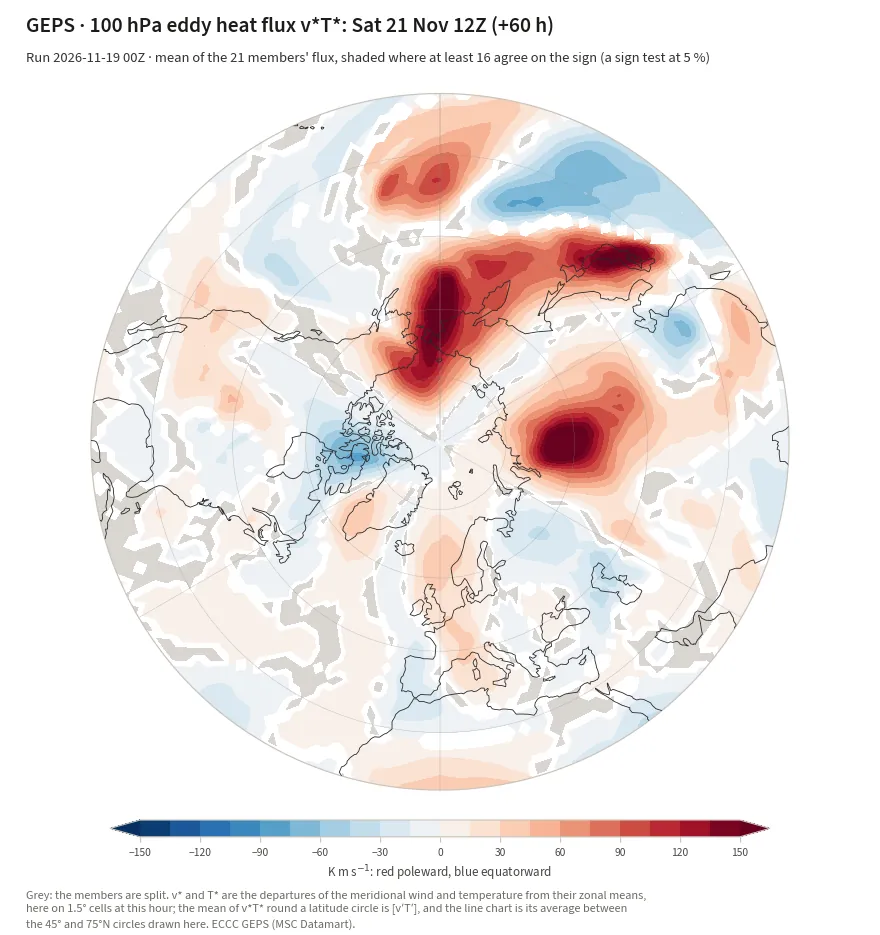 GEPS · 100 hPa eddy heat flux v*T*: Sat 21 Nov 12Z (+60 h)
Run 2026-11-19 00Z · mean of the 21 members' flux, shaded where at least 16 agree on the sign (a sign test at 5 %)
−150 −120 −90 −60 −30 0 30 60 90 120 150
K m s⁻¹: red poleward, blue equatorward
Grey: the members are split. v* and T* are the departures of the meridional wind and temperature from their zonal means,
here on 1.5° cells at this hour; the mean of v*T* round a latitude circle is [v'T'], and the line chart is its average between
the 45° and 75°N circles drawn here. ECCC GEPS (MSC Datamart).